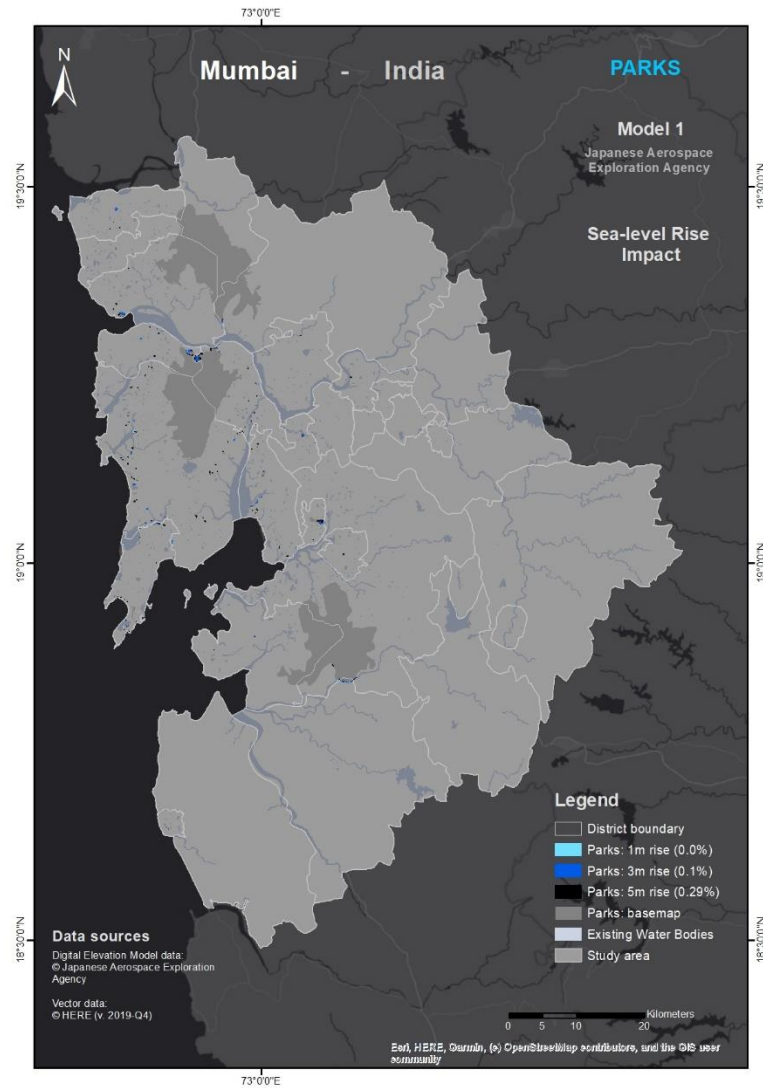 73°0'0"E
N
Mumbai - India
PARKS
Model 1
Japanese Aerospace
Exploration Agency
Sea-level Rise
Impact
19°30'0"N
19°30'0"N
19°0'0"N
19°0'0"N
18°30'0"N
18°30'0"N
Legend
District boundary
Parks: 1m rise (0.0%)
Parks: 3m rise (0.1%)
Parks: 5m rise (0.29%)
Parks: basemap
Existing Water Bodies
Study area
Data sources
Digital Elevation Model data:
© Japanese Aerospace Exploration
Agency
Vector data:
© HERE (v. 2019-Q4)
Kilometers
0 5 10 20
Esri, HERE, Garmin, (c) OpenStreetMap contributors, and the GIS user
community
73°0'0"E